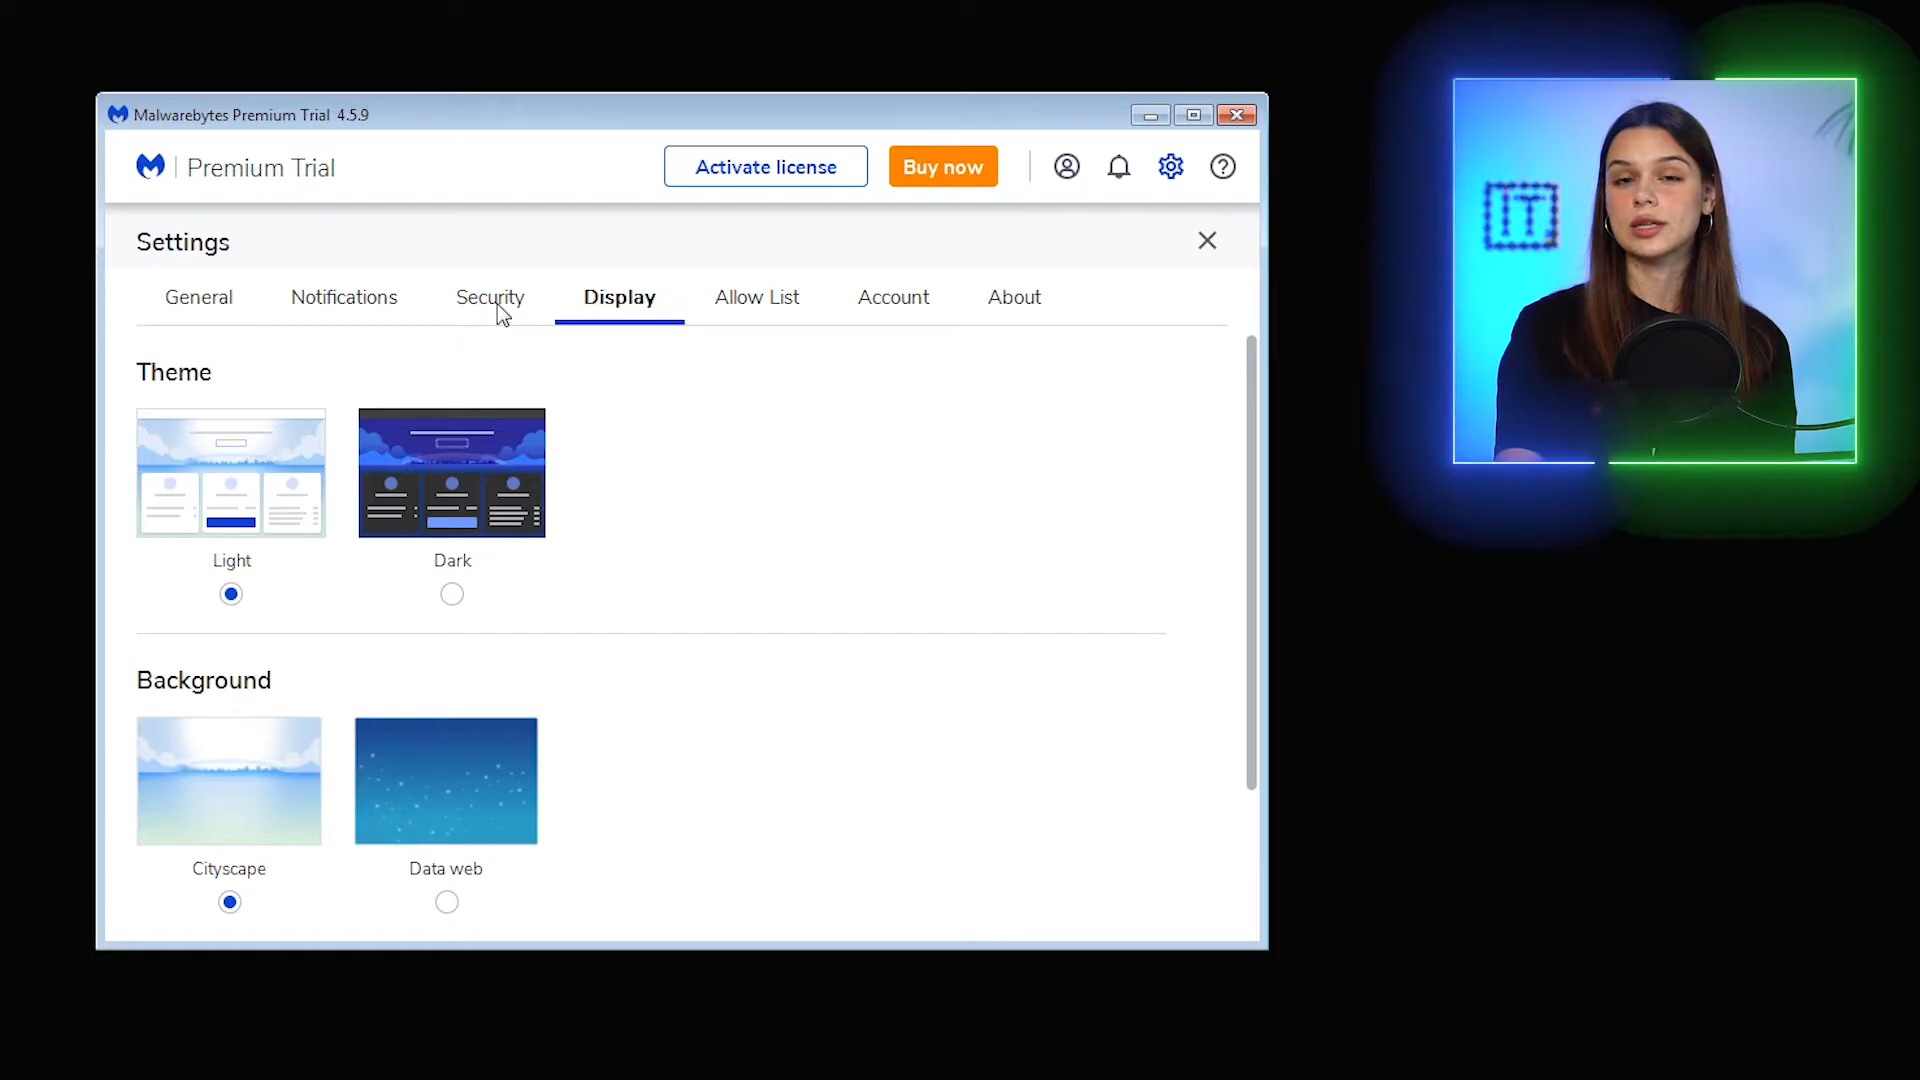 Malwarebytes Premium Trial 4.5.9
Premium Trial
Activate license
Buy now
Settings
General
Notifications
Security
Display
Allow List
Account
About
Theme
Light
Dark
Background
Cityscape
Data web
IT